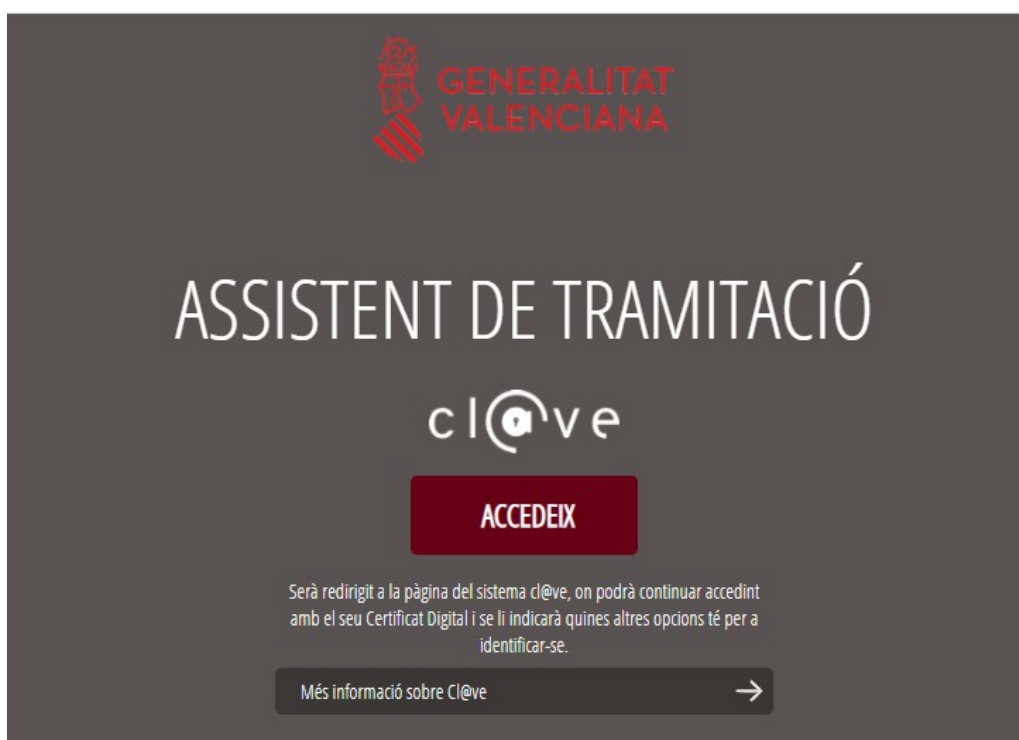 GENERALITAT
VALENCIANA
ASSISTENT DE TRAMITACIÓ
cl@ve
ACCEDEIX
Serà redirigit a la pàgina del sistema cl@ve, on podrà continuar accedint
amb el seu Certificat Digital i se li indicarà quines altres opcions té per a
identificar-se.
Més informació sobre Cl@ve